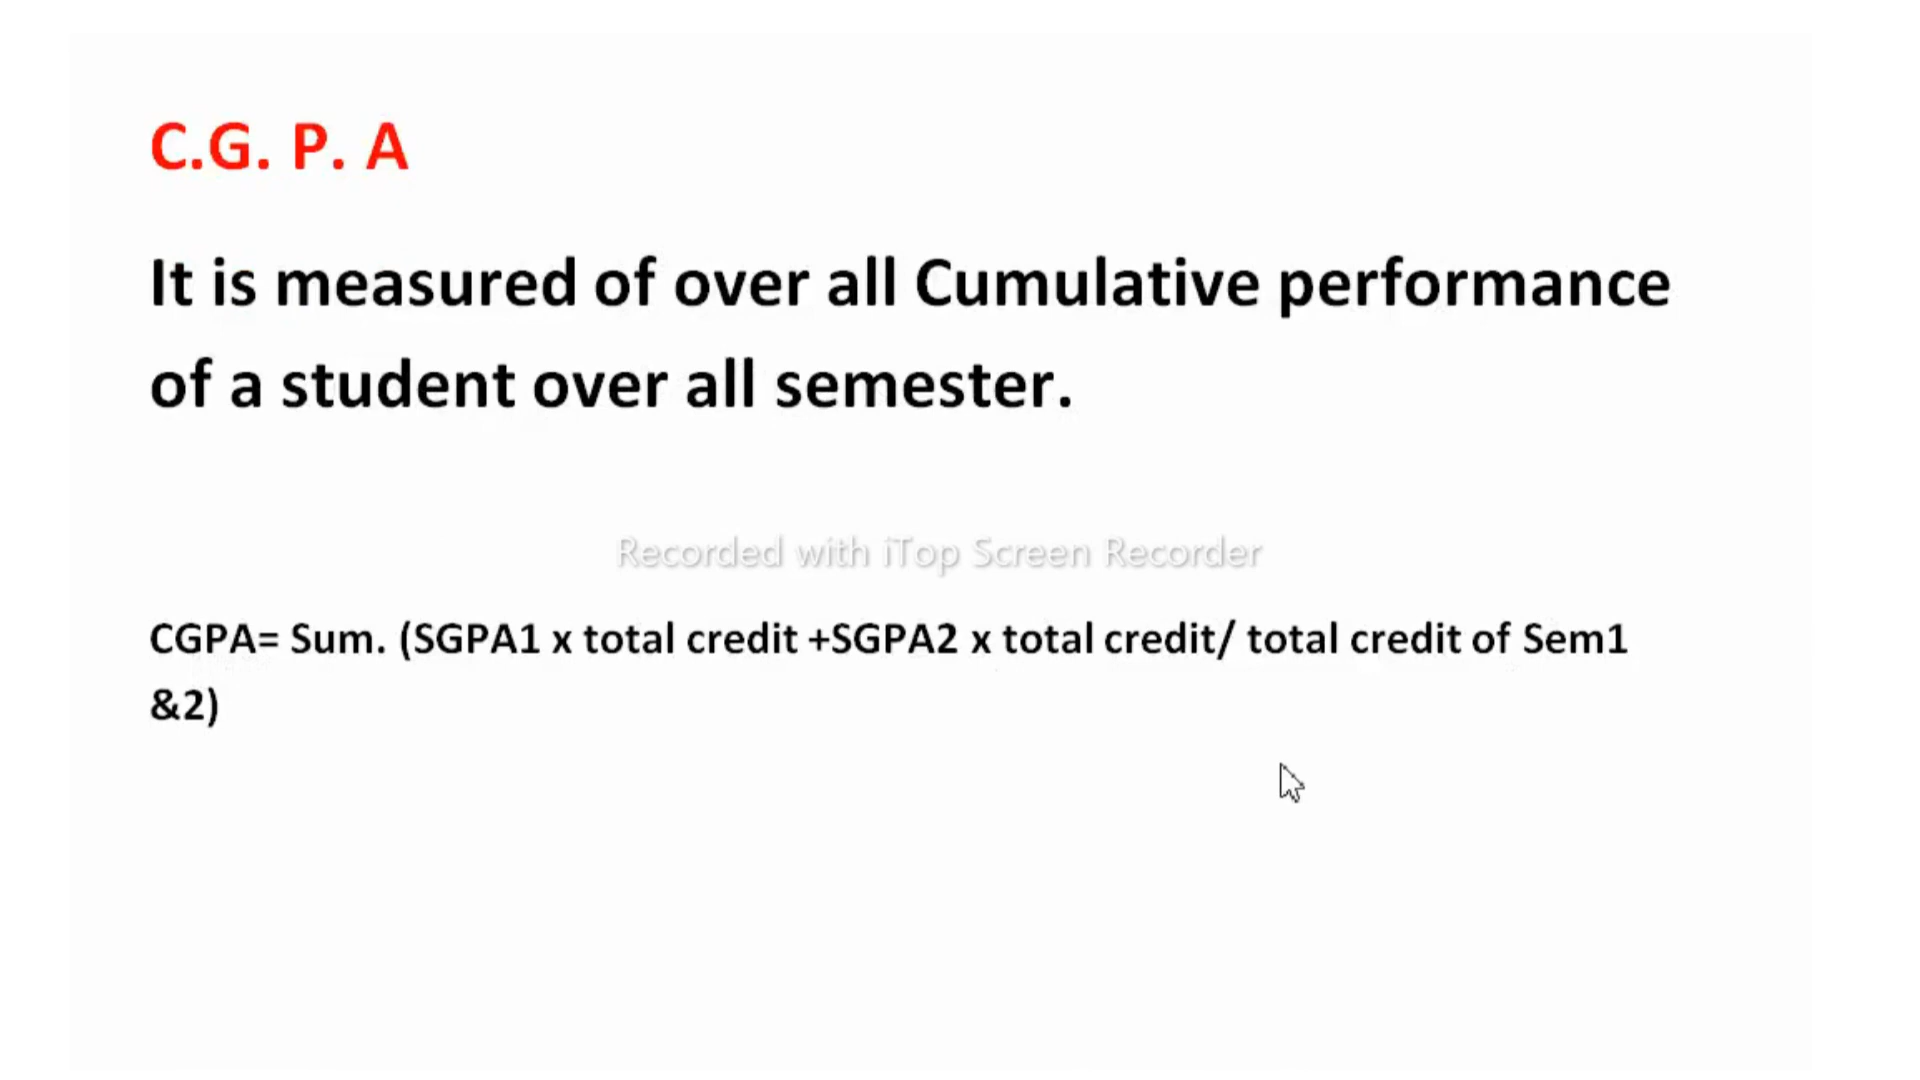 C.G. P. A
It is measured of over all Cumulative performance
of a student over all semester.
Recorded with iTop Screen Recorder
CGPA= Sum. (SGPA1 x total credit +SGPA2 x total credit/ total credit of Sem1
&2)